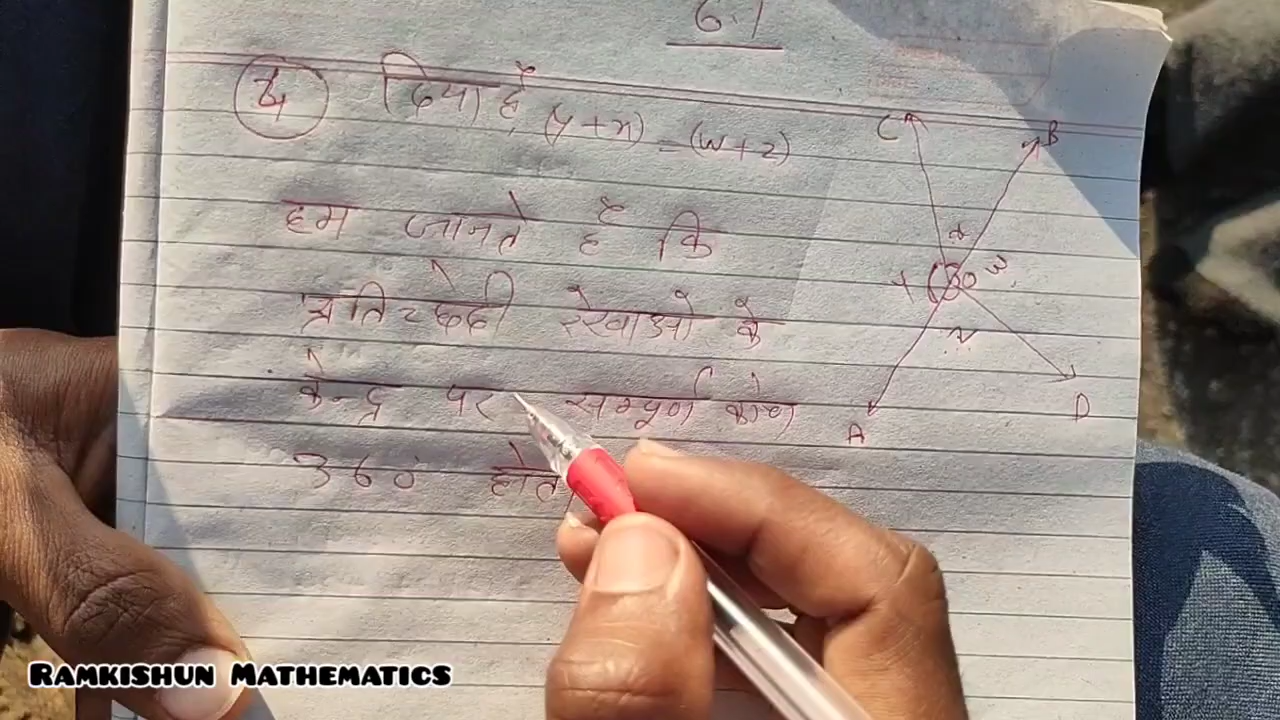 6.1
4 दिया है, (y+x) = (w+z)
हम जानते हैं कि
प्रतिच्छेदी रेखाओ के
केन्द्र पर सम्पूर्ण कोण
360° होता
C
B
x
y
O
w
z
A
D
RAMKISHUN MATHEMATICS